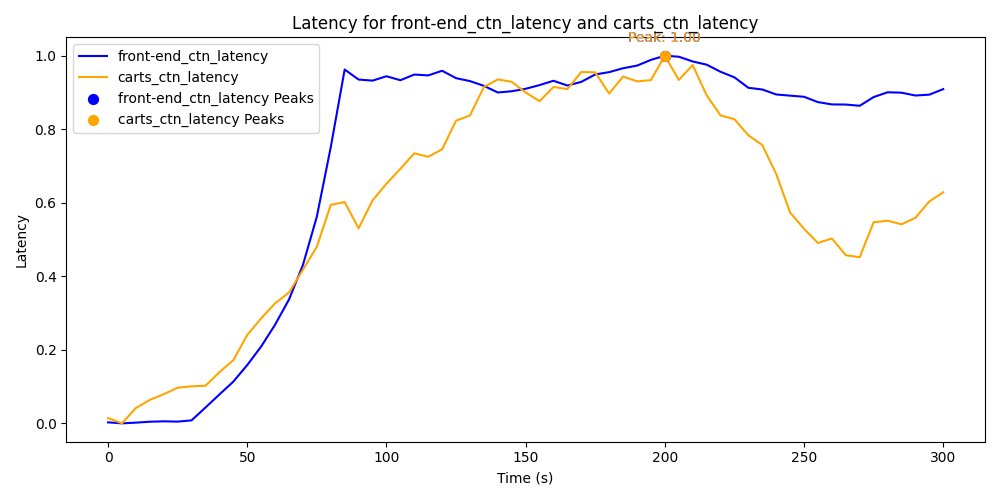 Latency for front-end_ctn_latency and carts_ctn_latency
Peak: 1.00
front-end_ctn_latency
carts_ctn_latency
front-end_ctn_latency Peaks
carts_ctn_latency Peaks
Latency
1.0
0.8
0.6
0.4
0.2
0.0
0 50 100 150 200 250 300
Time (s)